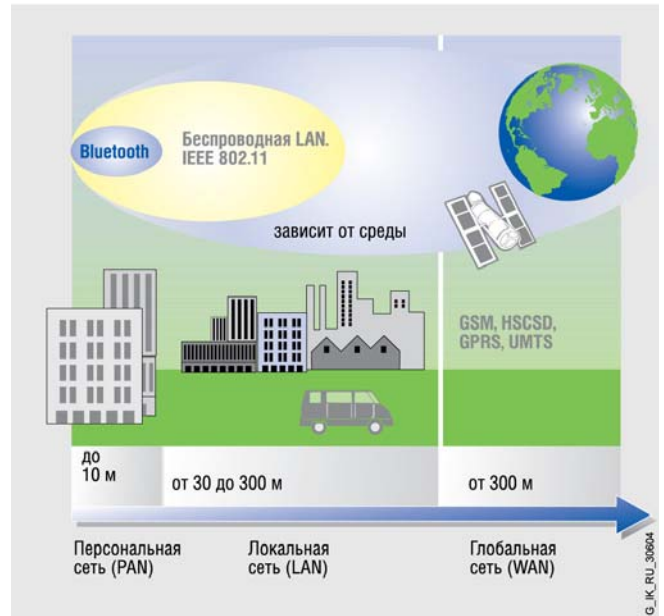 Bluetooth
Беспроводная LAN.
IEEE 802.11
зависит от среды
GSM, HSCSD,
GPRS, UMTS
до
10 м
от 30 до 300 м
от 300 м
Персональная
сеть (PAN)
Локальная
сеть (LAN)
Глобальная
сеть (WAN)
G_IK_RU_30604